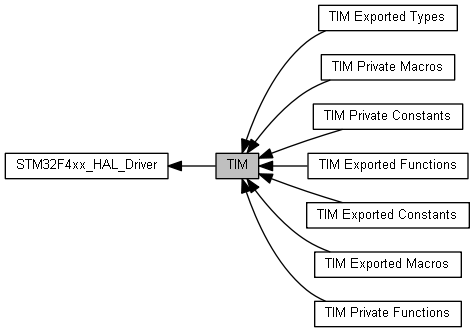 TIM Exported Types
TIM Private Macros
TIM Private Constants
STM32F4xx_HAL_Driver
TIM
TIM Exported Functions
TIM Exported Constants
TIM Exported Macros
TIM Private Functions